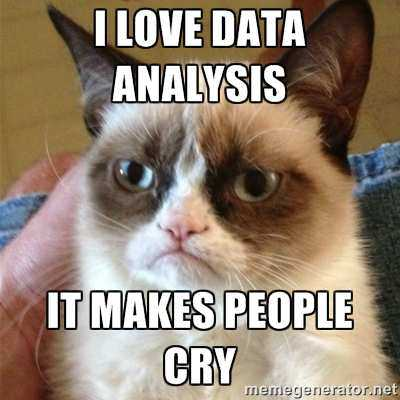 I LOVE DATA
ANALYSIS
IT MAKES PEOPLE
CRY
memegenerator.net